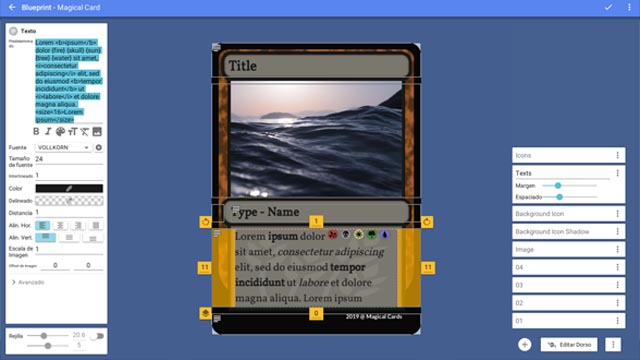 Blueprint - Magical Card
Texto
Lorem <b>ipsum</b>
dolor {fire} {skull} {sun}
{tree} {water} sit amet,
<i>consectetur
adipiscing</i> elit, sed
do eiusmod <b>tempor
incididunt</b> ut
<i>labore</i> et dolore
magna aliqua.
<size=16>Lorem
ipsum</size>
Fuente VOLLKORN
Tamaño de fuente 24
Interlineado 1
Color
Delineado
Distancia 1
Alin. Hor.
Alin. Vert.
Escala de Imagen 1
Offset de Imagen 0 0
Avanzado
Rejilla 20.6
5
Title
Type - Name
1
Lorem ipsum dolor
sit amet, consectetur adipiscing
elit, sed do eiusmod tempor
incididunt ut labore et dolore
magna aliqua. Lorem ipsum
11 11
0
2019 @ Magical Cards
Icons
Texts
Margen
Espaciado
Background Icon
Background Icon Shadow
Image
04
03
02
01
Editar Dorso